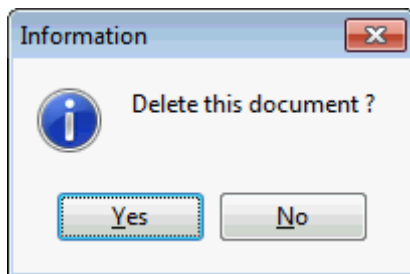 Information
Delete this document ?
Yes No